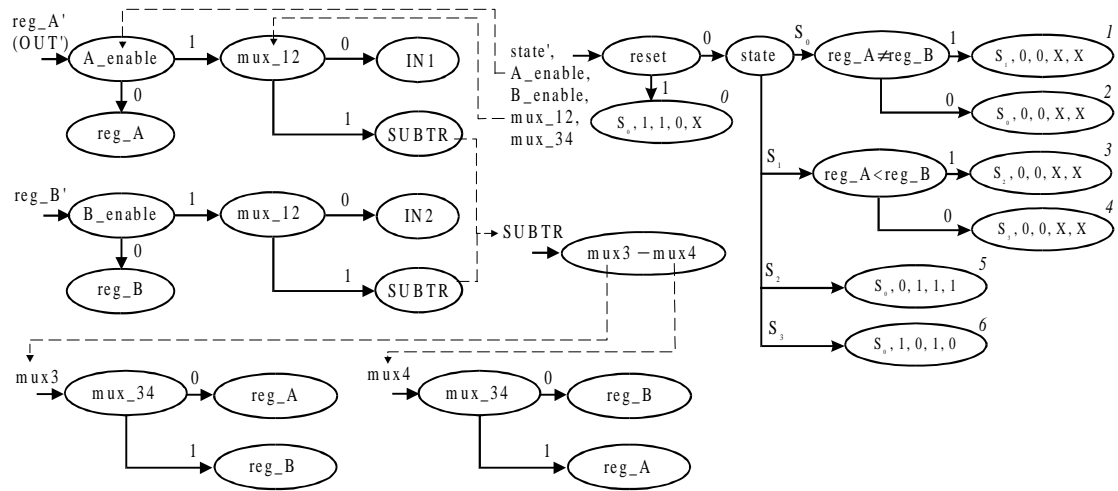 reg_A'
(OUT')
A_enable
1
mux_12
0
IN1
0
reg_A
1
SUBTR
reg_B'
B_enable
1
mux_12
0
IN2
0
reg_B
1
SUBTR
SUBTR
mux3 – mux4
mux3
mux_34
0
reg_A
1
reg_B
mux4
mux_34
0
reg_B
1
reg_A
state',
A_enable,
B_enable,
mux_12,
mux_34
reset
0
state
1
0
S₀, 1, 1, 0, X
S₀
reg_A≠reg_B
1
1
S₁, 0, 0, X, X
0
2
S₀, 0, 0, X, X
S₁
reg_A<reg_B
1
3
S₂, 0, 0, X, X
0
4
S₃, 0, 0, X, X
S₂
5
S₀, 0, 1, 1, 1
S₃
6
S₀, 1, 0, 1, 0